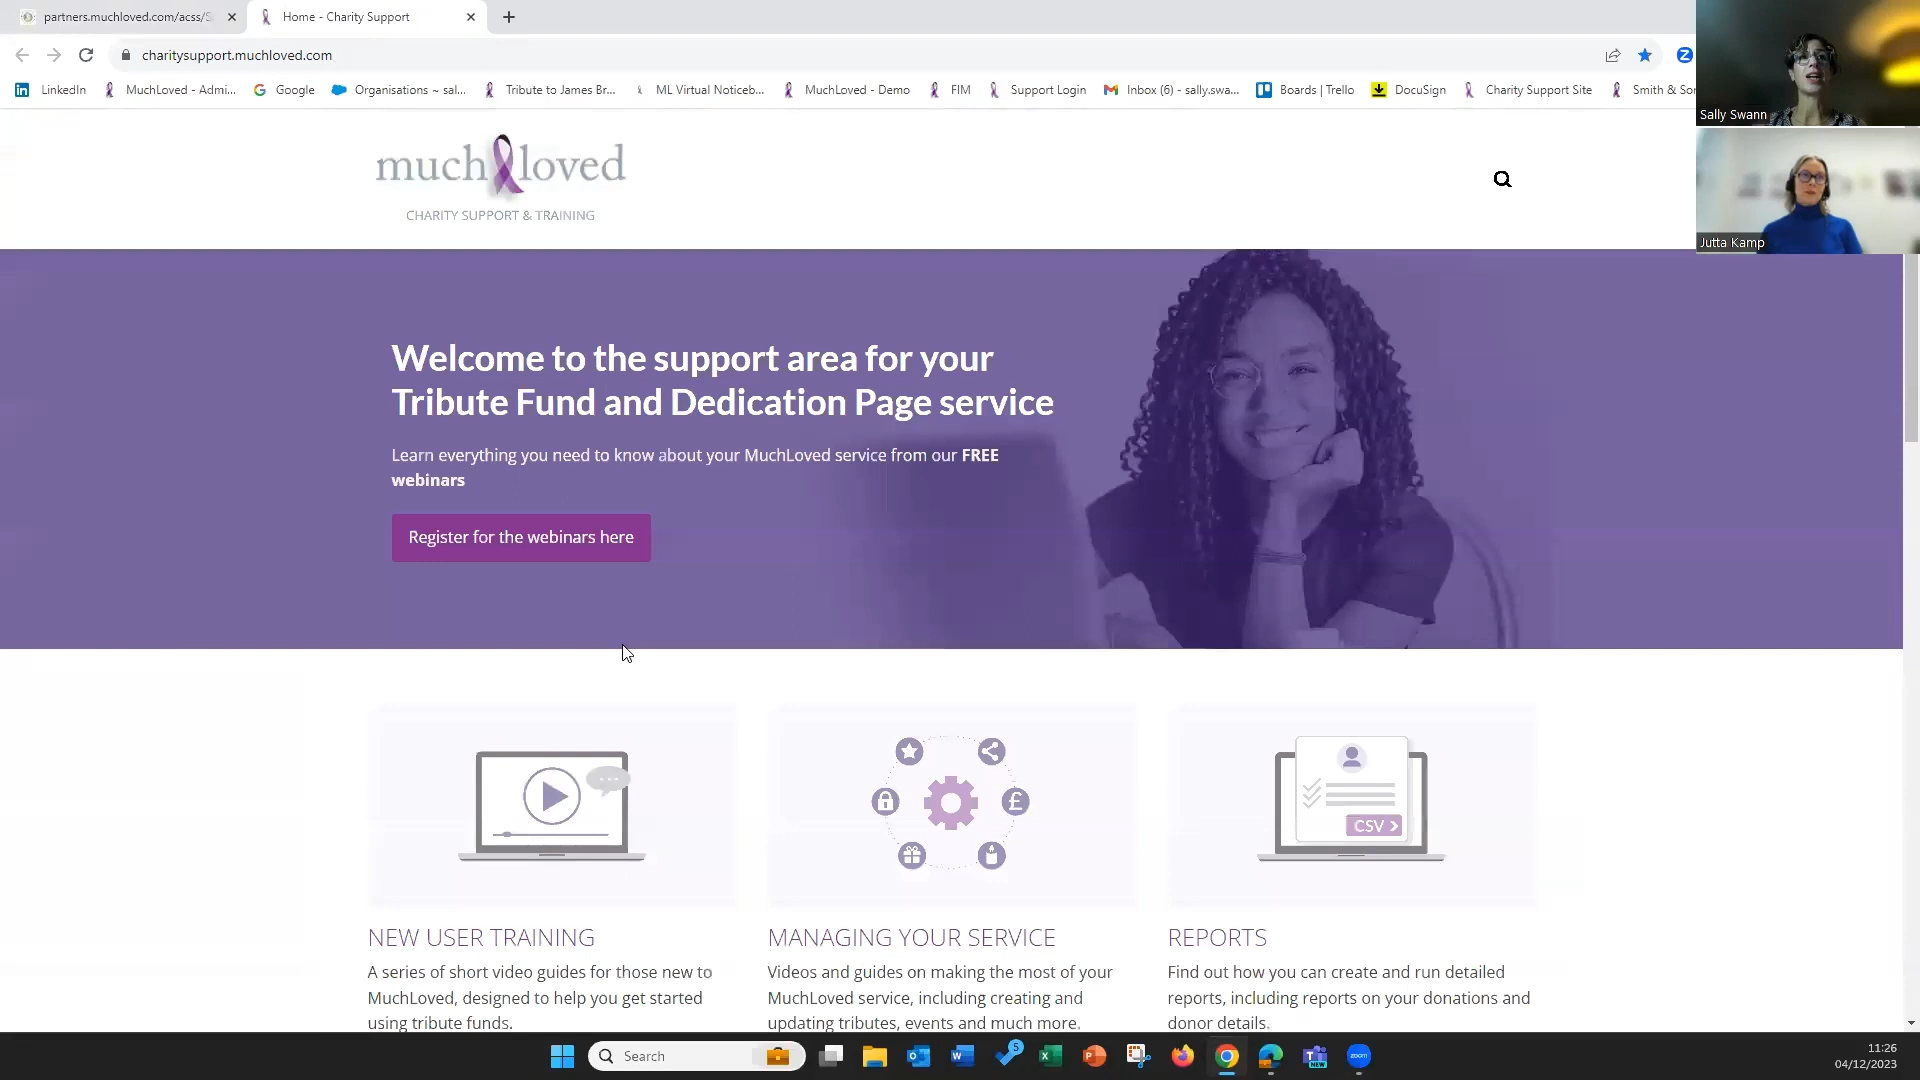 partners.muchloved.com/acss/S
Home - Charity Support
charitysupport.muchloved.com
LinkedIn
MuchLoved - Admi...
Google
Organisations ~ sal...
Tribute to James Br...
ML Virtual Noticeb...
MuchLoved - Demo
FIM
Support Login
Inbox (6) - sally.swa...
Boards | Trello
DocuSign
Charity Support Site
Smith & So
Sally Swann
Jutta Kamp
much loved
CHARITY SUPPORT & TRAINING
Welcome to the support area for your
Tribute Fund and Dedication Page service
Learn everything you need to know about your MuchLoved service from our FREE
webinars
Register for the webinars here
CSV >
NEW USER TRAINING
A series of short video guides for those new to
MuchLoved, designed to help you get started
using tribute funds.
MANAGING YOUR SERVICE
Videos and guides on making the most of your
MuchLoved service, including creating and
updating tributes, events and much more.
REPORTS
Find out how you can create and run detailed
reports, including reports on your donations and
donor details.
Search
5
NEW
zoom
11:26
04/12/2023